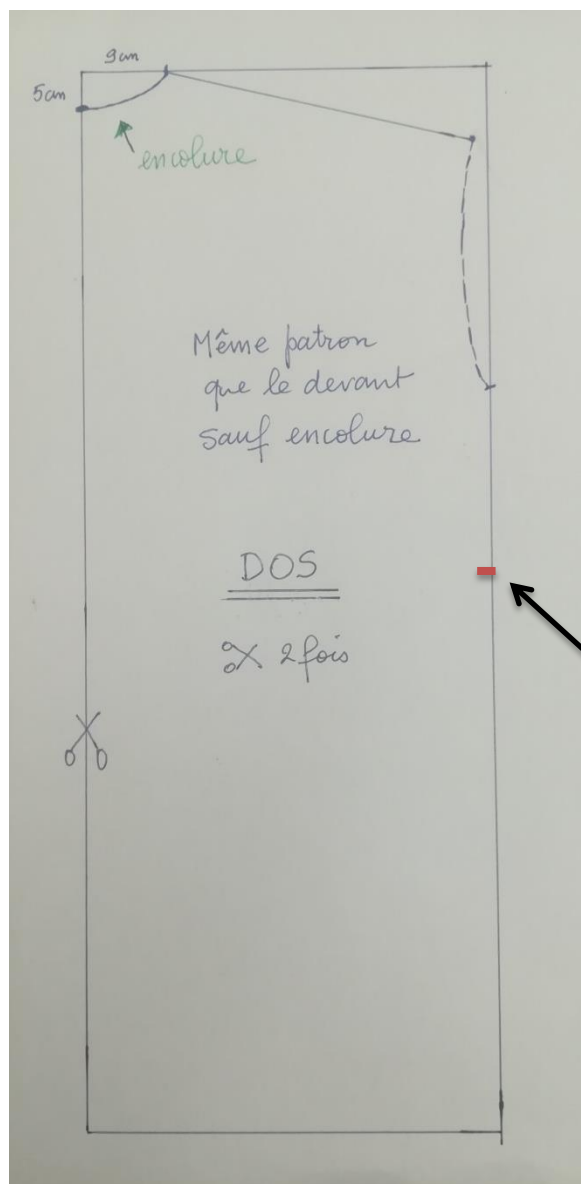 9cm
5cm
encolure
Même patron
que le devant
sauf encolure
DOS
2 fois